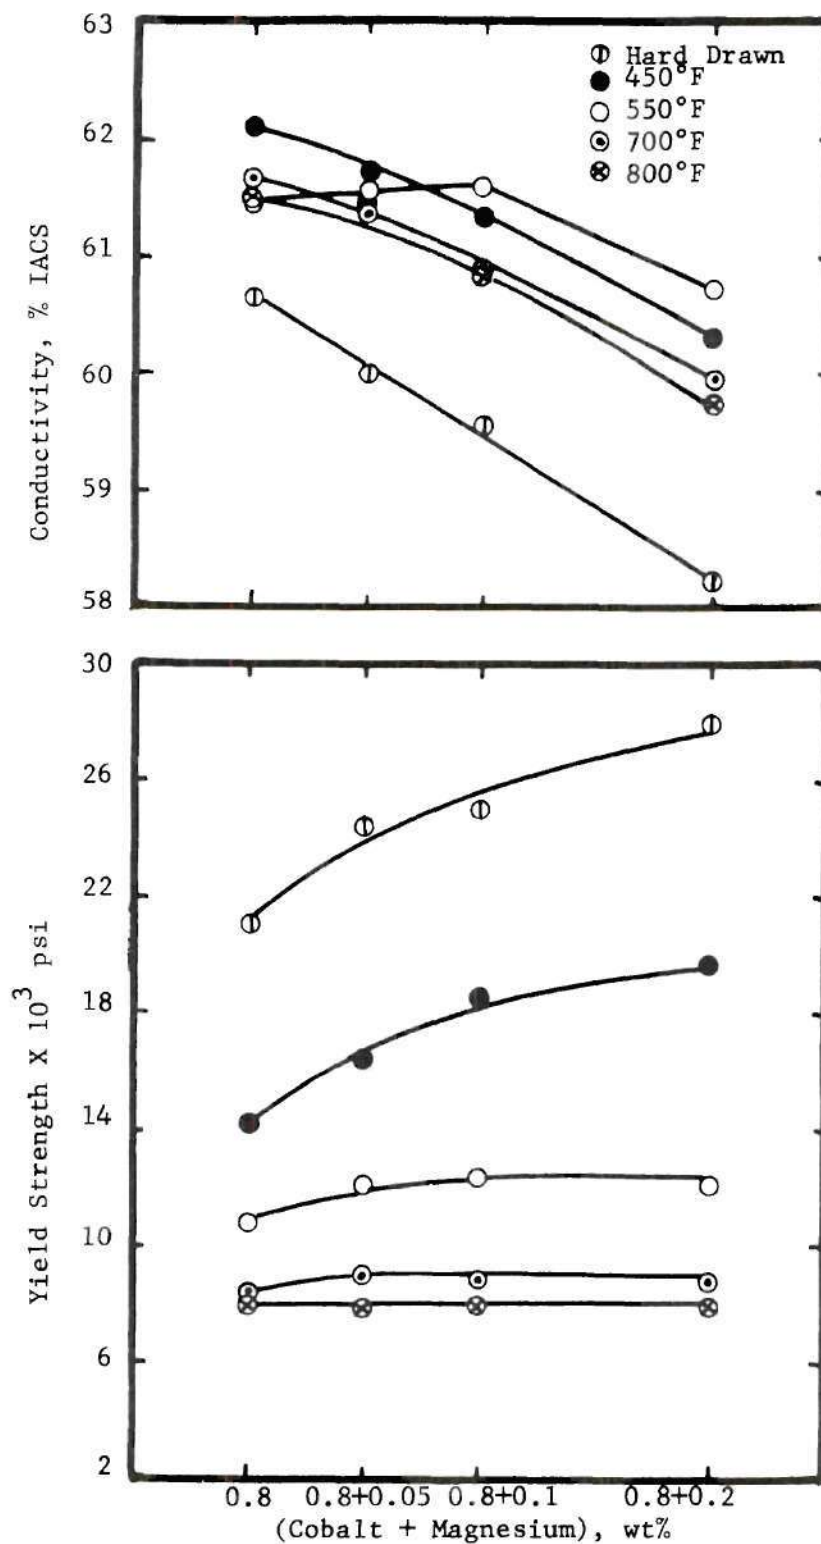 63
62
61
60
59
58
Conductivity, % IACS
Hard Drawn
450°F
550°F
700°F
800°F
30
26
22
18
14
10
6
2
Yield Strength X 10³ psi
0.8 0.8+0.05 0.8+0.1 0.8+0.2
(Cobalt + Magnesium), wt%